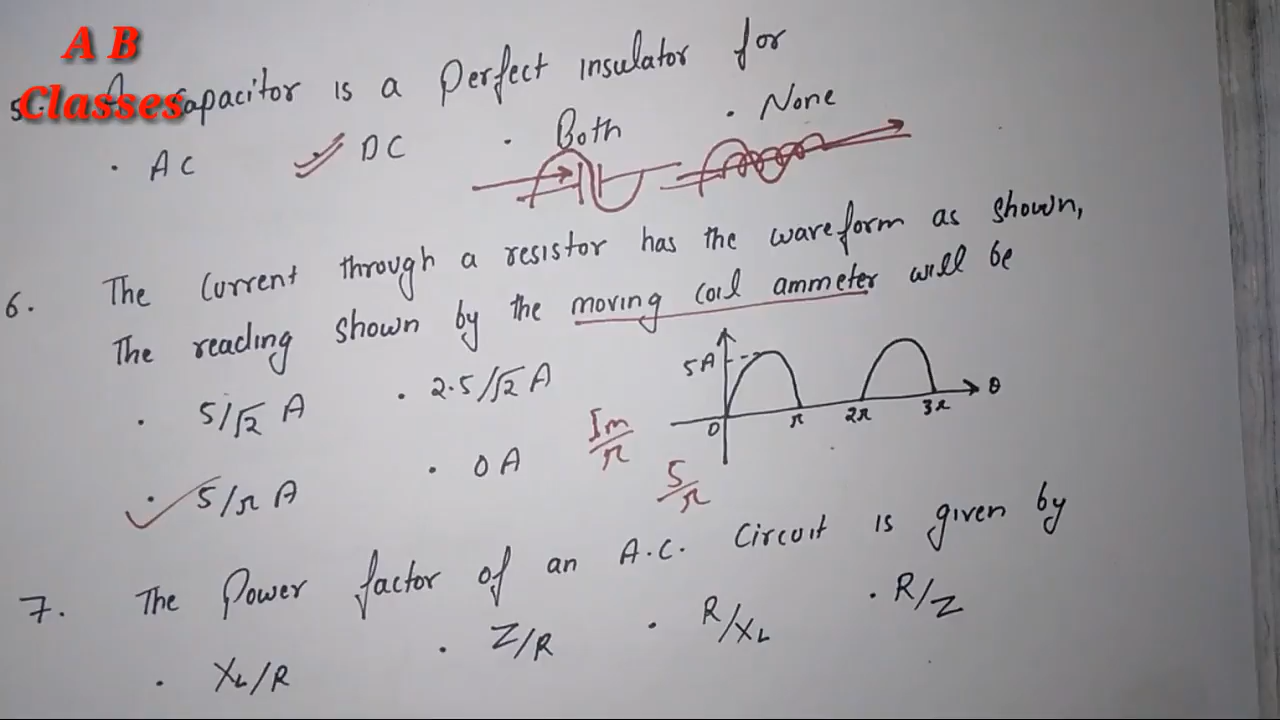 A B
Classes
5. A capacitor is a Perfect insulator for
· AC · DC · Both · None
6. The Current through a resistor has the waveform as shown,
The reading shown by the moving coil ammeter will be
· 5/√2 A · 2.5/√2 A
· 5/π A · 0 A
Im/π
5/π
5A
0 π 2π 3π θ
7. The Power factor of an A.C. Circuit is given by
· XL/R · Z/R · R/XL · R/Z